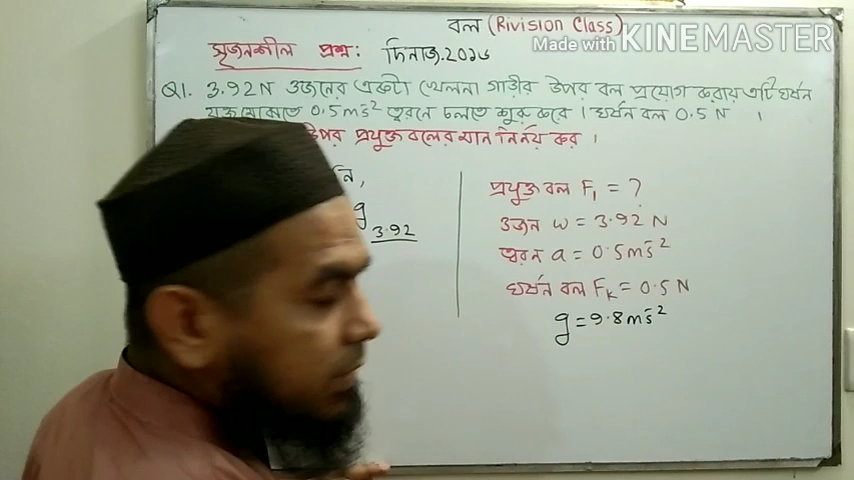 বল (Rivision Class)
Made with KINEMASTER
সৃজনশীল প্রশ্ন: দিনাজ.২০১৬
Q1. 3.92N ওজনের একটা খেলনা গাড়ীর উপর বল প্রয়োগ করায় এটি ঘর্ষন
যুক্ত মেঝেতে 0.5ms⁻² ত্বরনে চলতে শুরু করে। ঘর্ষন বল 0.5 N ।
উপর প্রযুক্ত বলের মান নির্নয় কর ।
নি,
g
3.92
প্রযুক্ত বল F₁ = ?
ওজন w = 3.92 N
ত্বরন a = 0.5ms⁻²
ঘর্ষন বল Fₖ = 0.5 N
g = 9.8ms⁻²